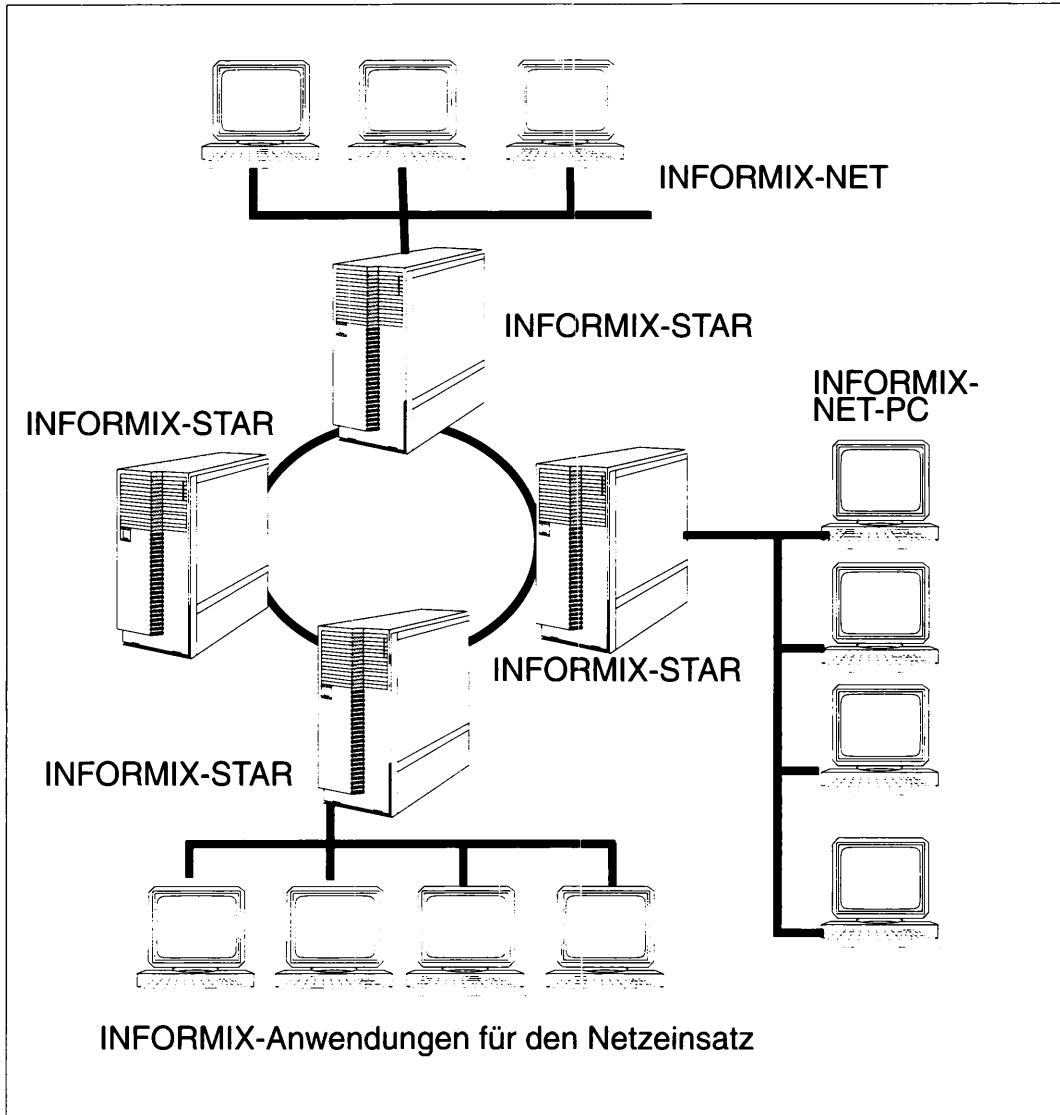 INFORMIX-NET
INFORMIX-STAR
INFORMIX-
NET-PC
INFORMIX-STAR
INFORMIX-STAR
INFORMIX-STAR
INFORMIX-Anwendungen für den Netzeinsatz